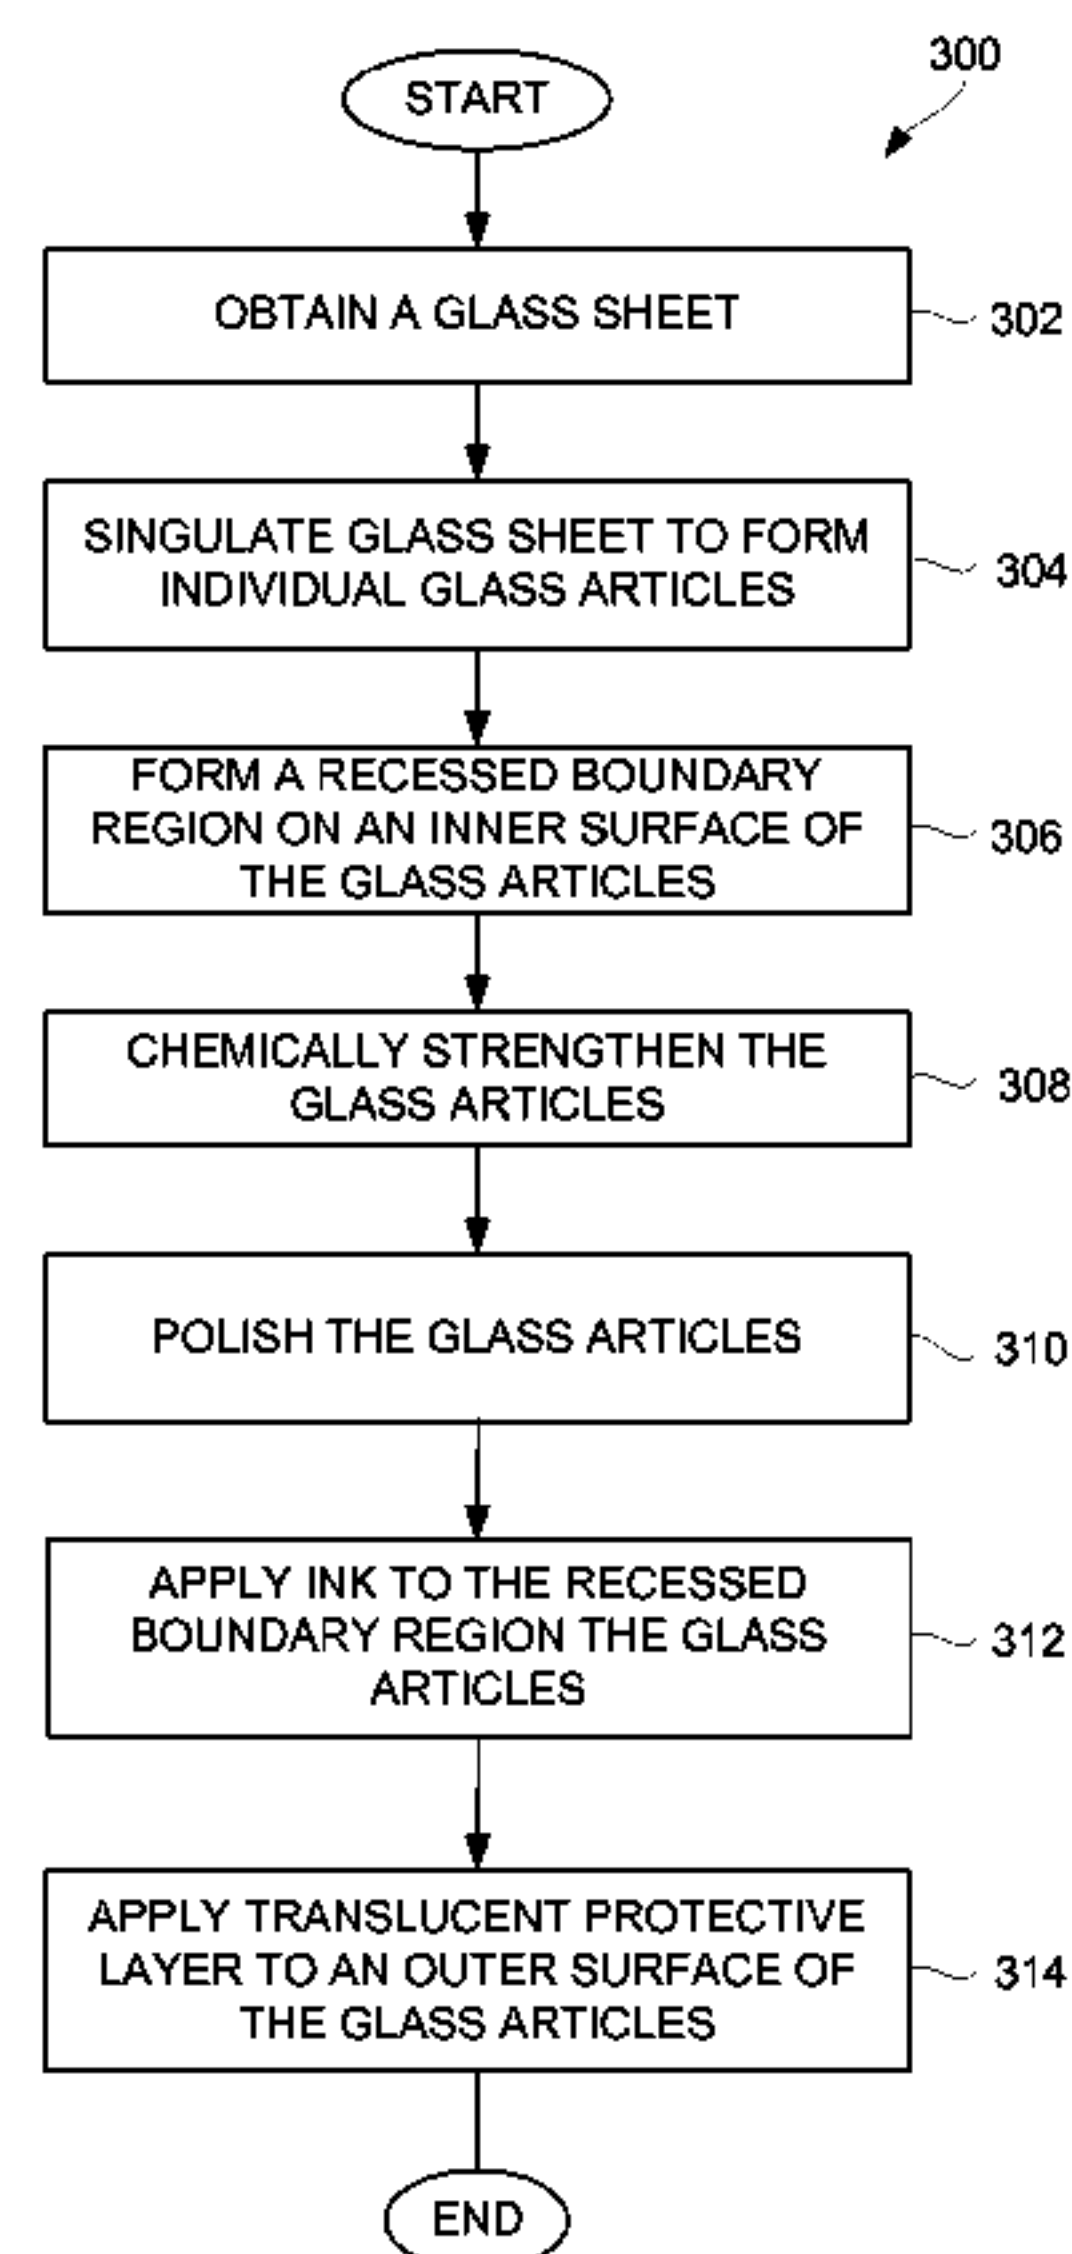 300
START
OBTAIN A GLASS SHEET
302
SINGULATE GLASS SHEET TO FORM
INDIVIDUAL GLASS ARTICLES
304
FORM A RECESSED BOUNDARY
REGION ON AN INNER SURFACE OF
THE GLASS ARTICLES
306
CHEMICALLY STRENGTHEN THE
GLASS ARTICLES
308
POLISH THE GLASS ARTICLES
310
APPLY INK TO THE RECESSED
BOUNDARY REGION THE GLASS
ARTICLES
312
APPLY TRANSLUCENT PROTECTIVE
LAYER TO AN OUTER SURFACE OF
THE GLASS ARTICLES
314
END